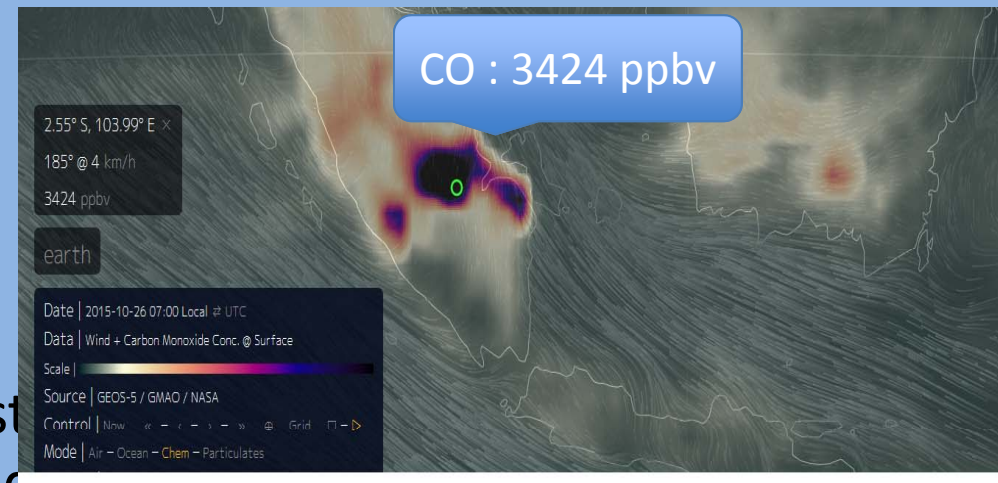 CO : 3424 ppbv
2.55° S, 103.99° E ×
185° @ 4 km/h
3424 ppbv
earth
Date | 2015-10-26 07:00 Local ⇄ UTC
Data | Wind + Carbon Monoxide Conc. @ Surface
Scale |
Source | GEOS-5 / GMAO / NASA
Control | Now « – ‹ – › – » ⊕ Grid □ – ▷
Mode | Air – Ocean – Chem – Particulates